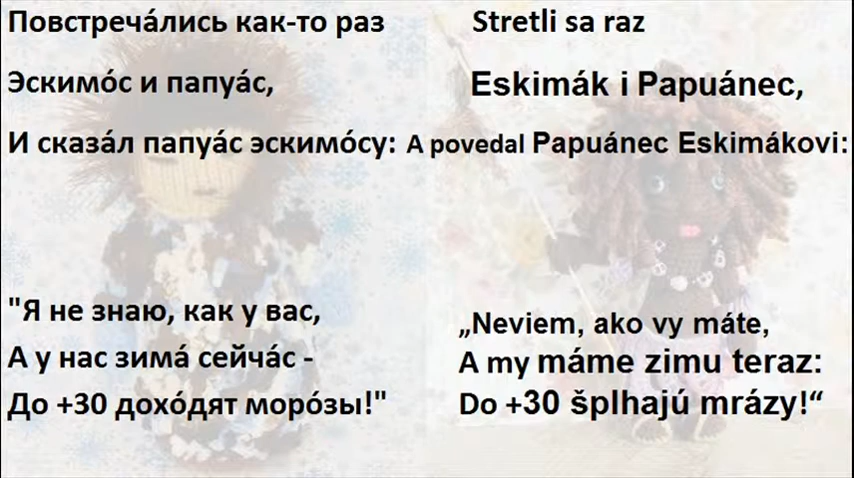 Повстреча́лись как-то раз
Эскимо́с и папуа́с,
И сказа́л папуа́с эскимо́су:
"Я не знаю, как у вас,
А у нас зима́ сейча́с -
До +30 дохо́дят моро́зы!"
Stretli sa raz
Eskimák i Papuánec,
A povedal Papuánec Eskimákovi:
„Neviem, ako vy máte,
A my máme zimu teraz:
Do +30 šplhajú mrázy!“